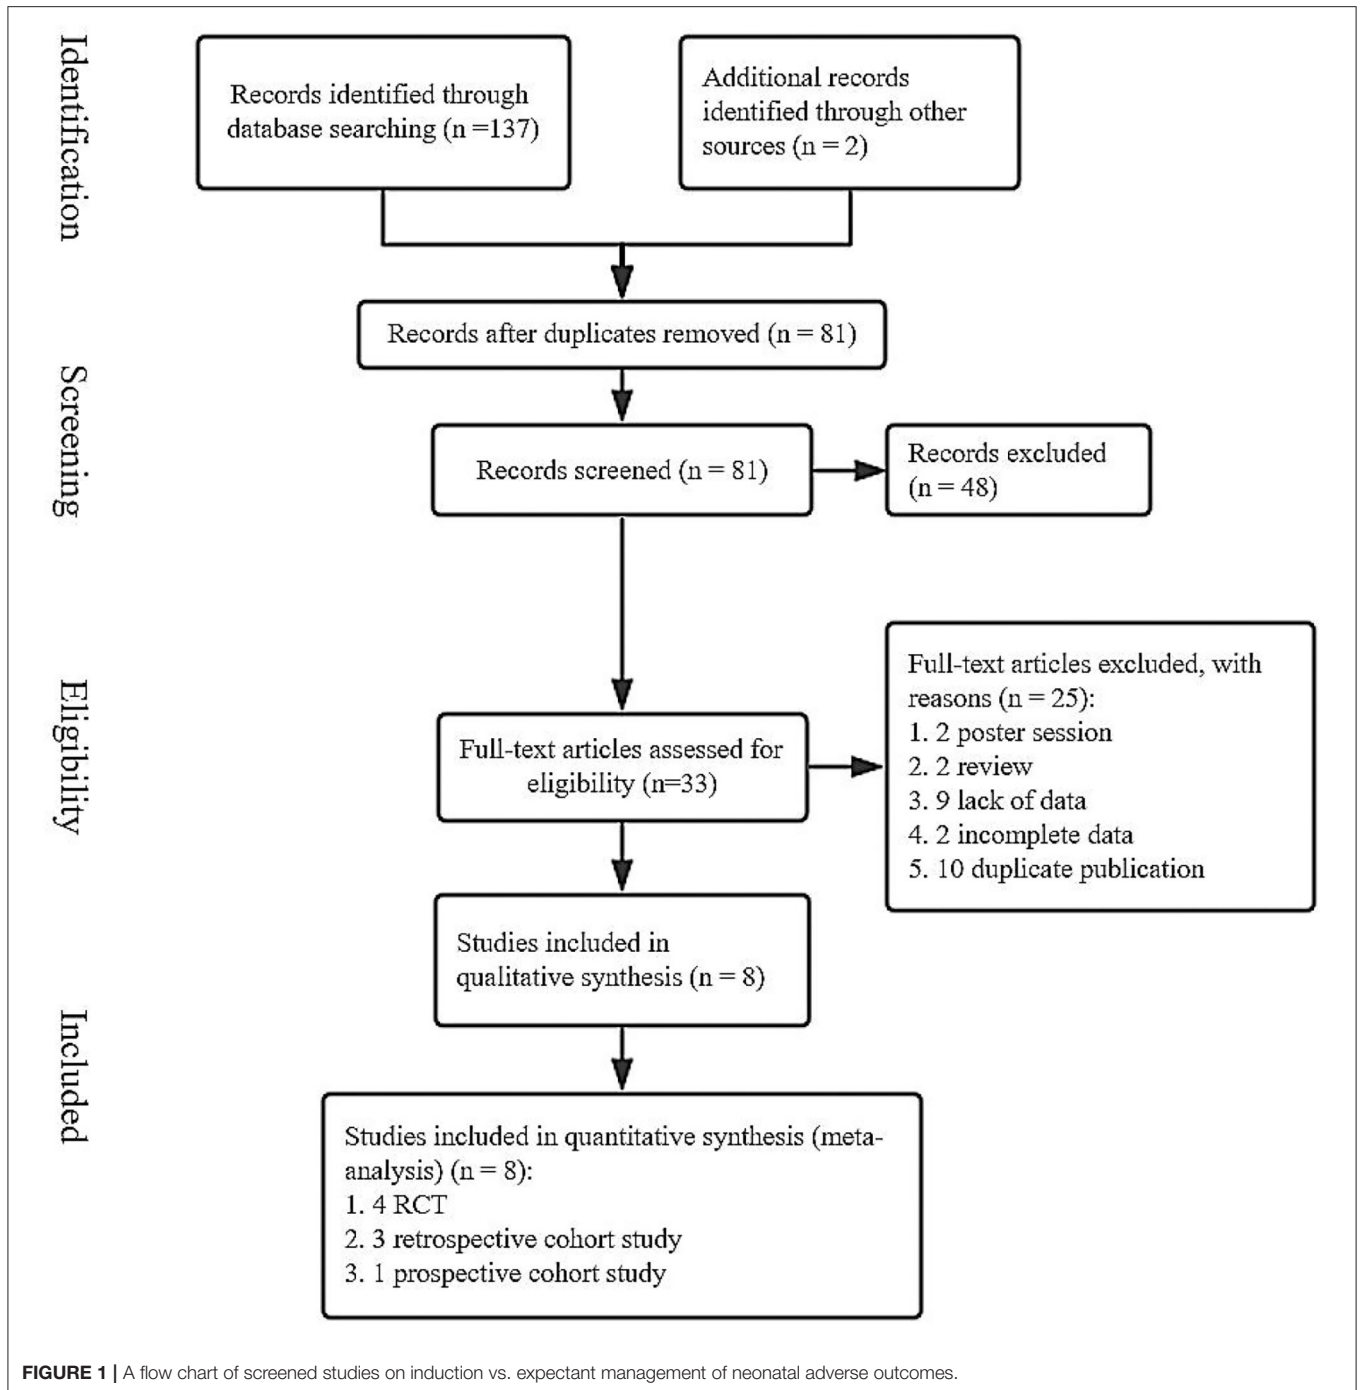 Identification
Records identified through
database searching (n =137)
Additional records
identified through other
sources (n = 2)
Records after duplicates removed (n = 81)
Screening
Records screened (n = 81)
Records excluded
(n = 48)
Eligibility
Full-text articles assessed for
eligibility (n=33)
Full-text articles excluded, with
reasons (n = 25):
1. 2 poster session
2. 2 review
3. 9 lack of data
4. 2 incomplete data
5. 10 duplicate publication
Studies included in
qualitative synthesis (n = 8)
Included
Studies included in quantitative synthesis (meta-
analysis) (n = 8):
1. 4 RCT
2. 3 retrospective cohort study
3. 1 prospective cohort study
FIGURE 1 | A flow chart of screened studies on induction vs. expectant management of neonatal adverse outcomes.